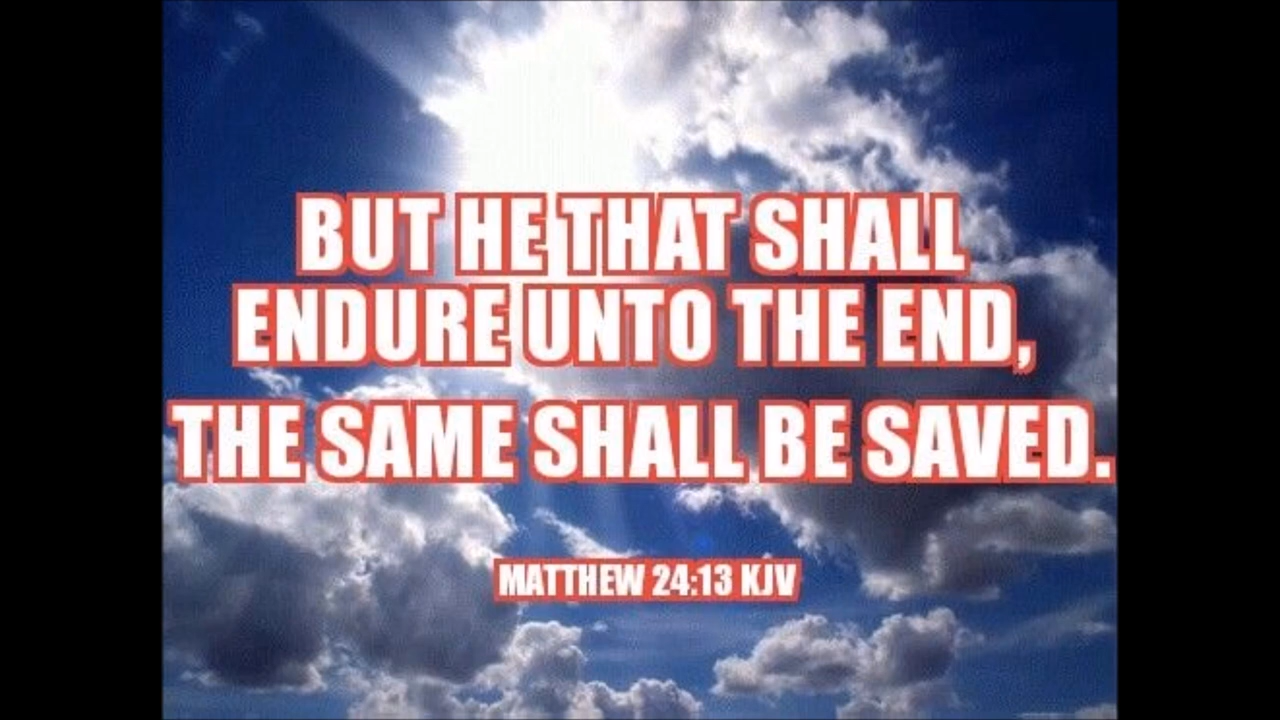 BUT HE THAT SHALL
ENDURE UNTO THE END,
THE SAME SHALL BE SAVED.
MATTHEW 24:13 KJV